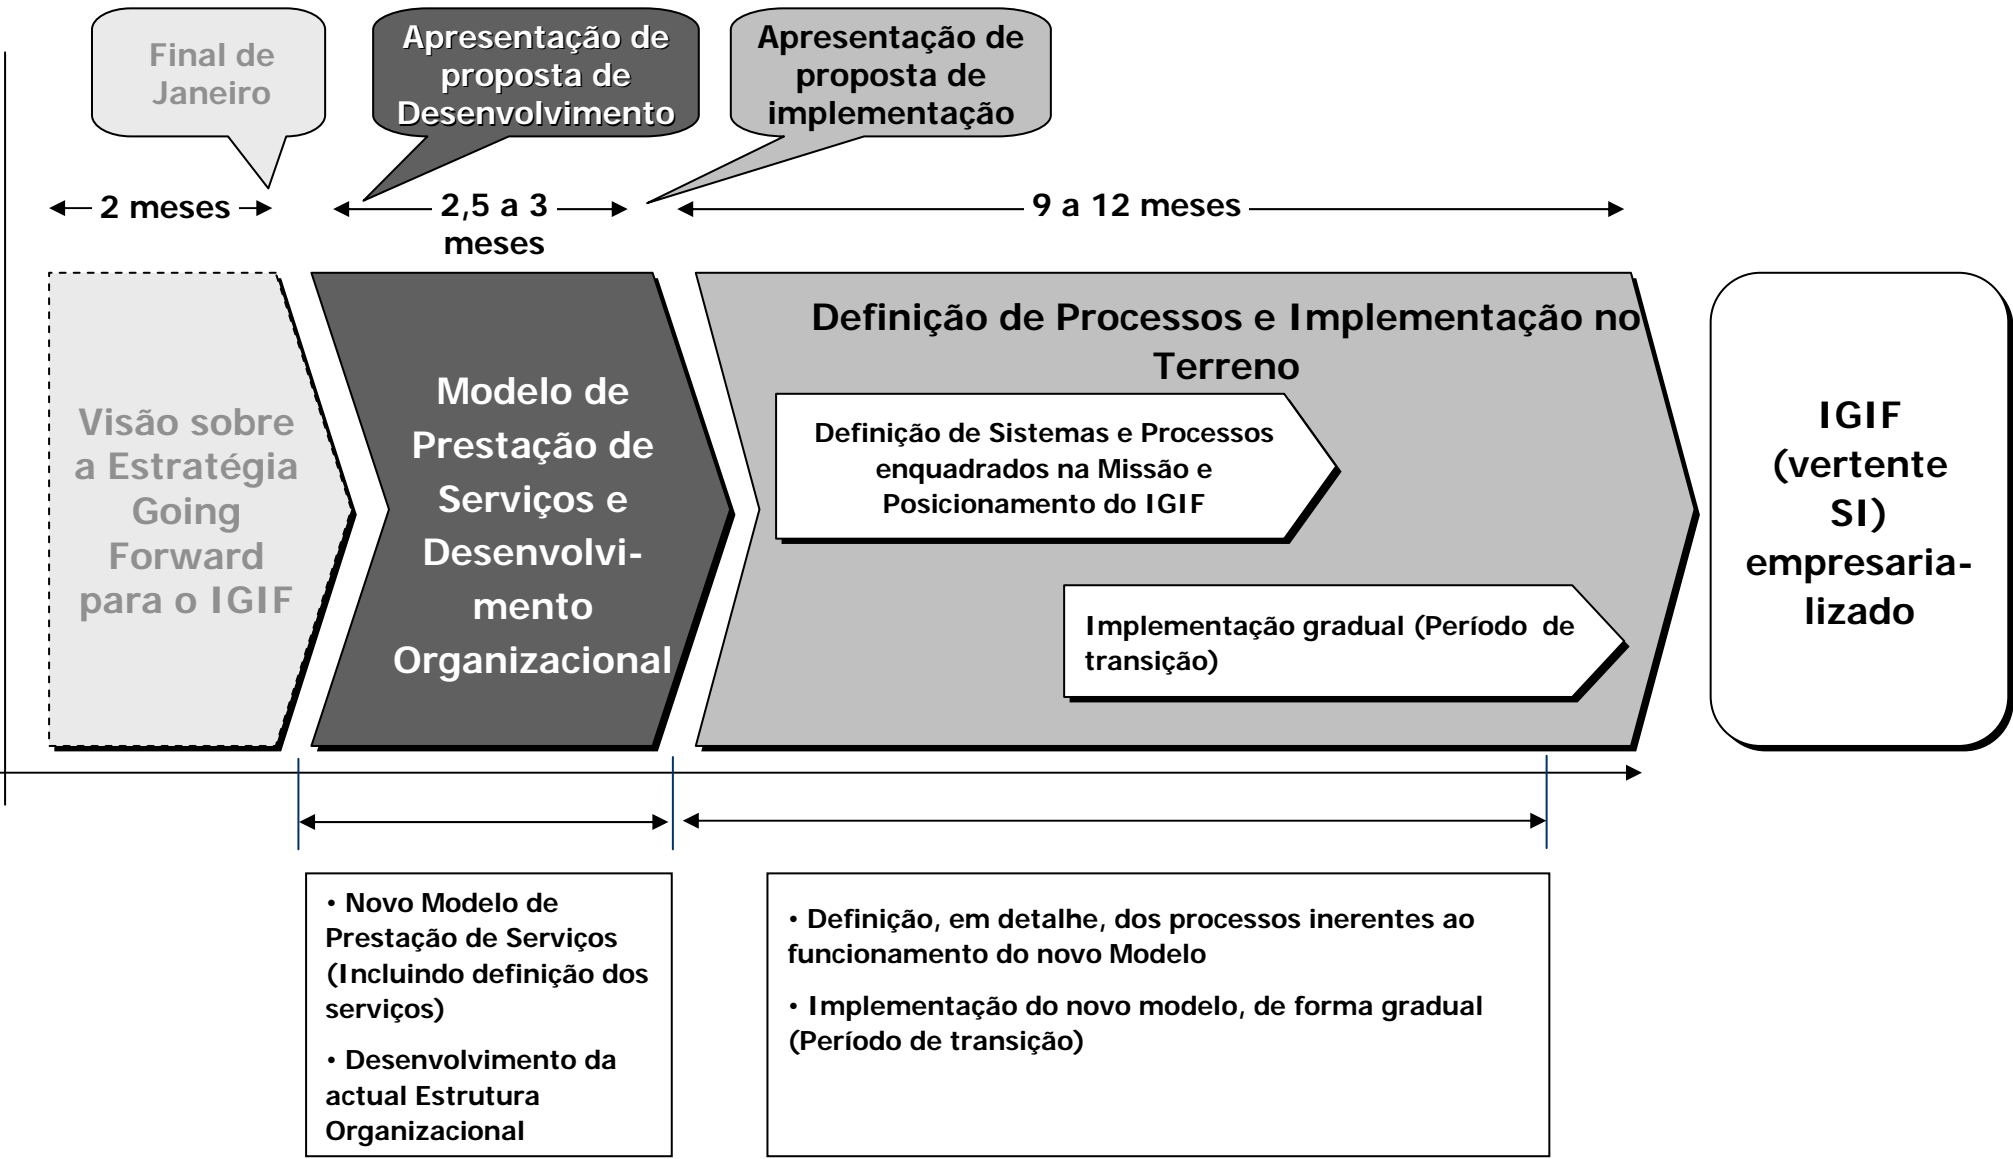 Final de
Janeiro
Apresentação de
proposta de
Desenvolvimento
Apresentação de
proposta de
implementação
2 meses
2,5 a 3
meses
9 a 12 meses
Visão sobre
a Estratégia
Going
Forward
para o IGIF
Modelo de
Prestação de
Serviços e
Desenvolvi-
mento
Organizacional
Definição de Processos e Implementação no
Terreno
Definição de Sistemas e Processos
enquadrados na Missão e
Posicionamento do IGIF
Implementação gradual (Período de
transição)
IGIF
(vertente
SI)
empresaria-
lizado
• Novo Modelo de
Prestação de Serviços
(Incluindo definição dos
serviços)
• Desenvolvimento da
actual Estrutura
Organizacional
• Definição, em detalhe, dos processos inerentes ao
funcionamento do novo Modelo
• Implementação do novo modelo, de forma gradual
(Período de transição)